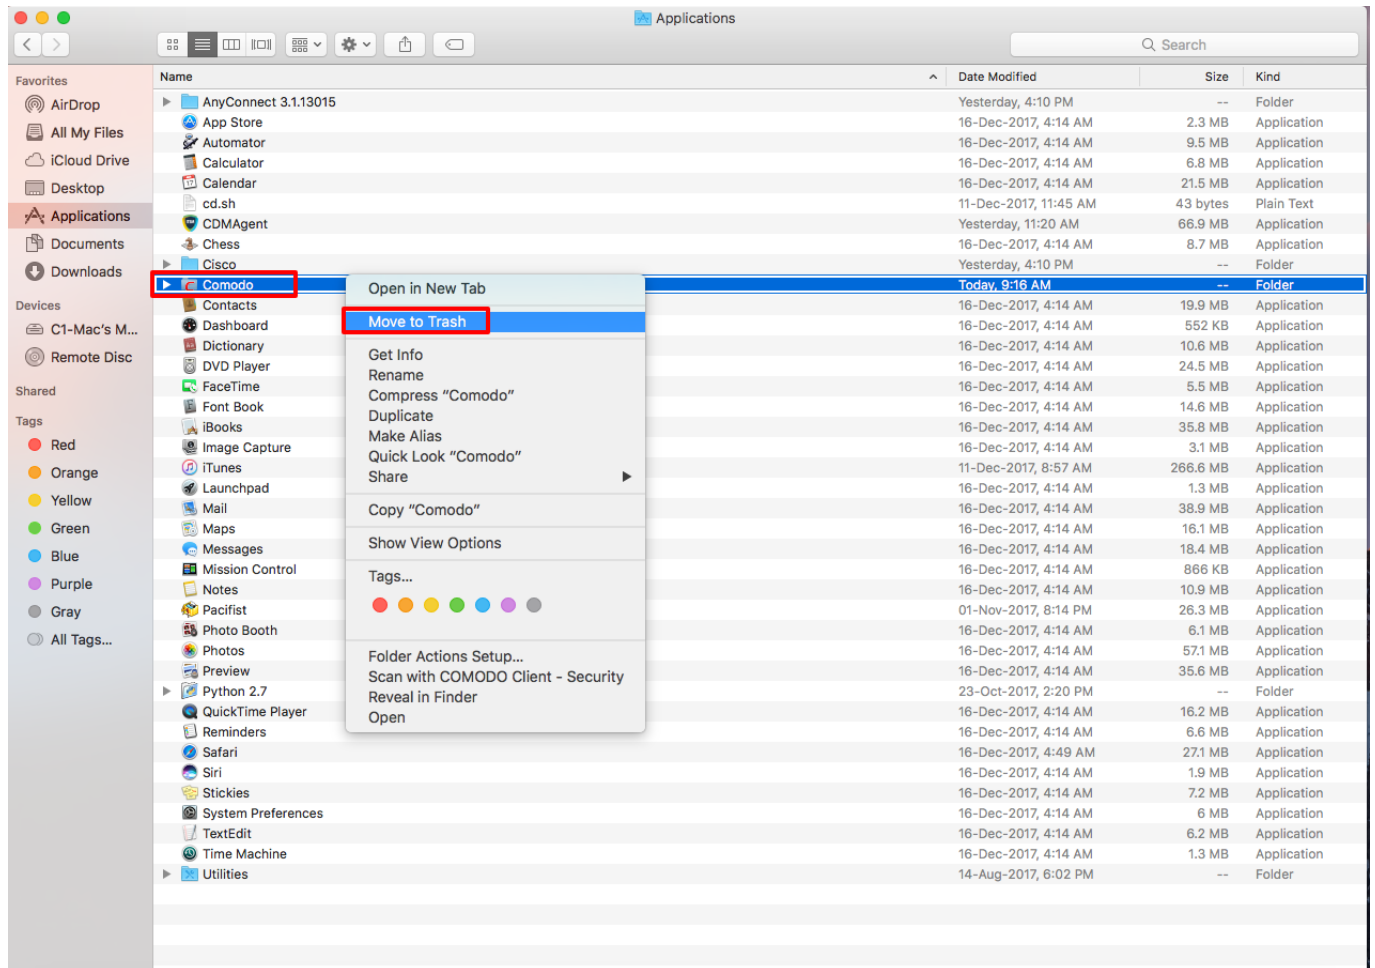 Applications
Search
Favorites
AirDrop
All My Files
iCloud Drive
Desktop
Applications
Documents
Downloads
Devices
C1-Mac's M...
Remote Disc
Shared
Tags
Red
Orange
Yellow
Green
Blue
Purple
Gray
All Tags...
Name Date Modified Size Kind
AnyConnect 3.1.13015 Yesterday, 4:10 PM -- Folder
App Store 16-Dec-2017, 4:14 AM 2.3 MB Application
Automator 16-Dec-2017, 4:14 AM 9.5 MB Application
Calculator 16-Dec-2017, 4:14 AM 6.8 MB Application
Calendar 16-Dec-2017, 4:14 AM 21.5 MB Application
cd.sh 11-Dec-2017, 11:45 AM 43 bytes Plain Text
CDMAgent Yesterday, 11:20 AM 66.9 MB Application
Chess 16-Dec-2017, 4:14 AM 8.7 MB Application
Cisco Yesterday, 4:10 PM -- Folder
Comodo Today, 9:16 AM -- Folder
Contacts 16-Dec-2017, 4:14 AM 19.9 MB Application
Dashboard 16-Dec-2017, 4:14 AM 552 KB Application
Dictionary 16-Dec-2017, 4:14 AM 10.6 MB Application
DVD Player 16-Dec-2017, 4:14 AM 24.5 MB Application
FaceTime 16-Dec-2017, 4:14 AM 5.5 MB Application
Font Book 16-Dec-2017, 4:14 AM 14.6 MB Application
iBooks 16-Dec-2017, 4:14 AM 35.8 MB Application
Image Capture 16-Dec-2017, 4:14 AM 3.1 MB Application
iTunes 11-Dec-2017, 8:57 AM 266.6 MB Application
Launchpad 16-Dec-2017, 4:14 AM 1.3 MB Application
Mail 16-Dec-2017, 4:14 AM 38.9 MB Application
Maps 16-Dec-2017, 4:14 AM 16.1 MB Application
Messages 16-Dec-2017, 4:14 AM 18.4 MB Application
Mission Control 16-Dec-2017, 4:14 AM 866 KB Application
Notes 16-Dec-2017, 4:14 AM 10.9 MB Application
Pacifist 01-Nov-2017, 8:14 PM 26.3 MB Application
Photo Booth 16-Dec-2017, 4:14 AM 6.1 MB Application
Photos 16-Dec-2017, 4:14 AM 57.1 MB Application
Preview 16-Dec-2017, 4:14 AM 35.6 MB Application
Python 2.7 23-Oct-2017, 2:20 PM -- Folder
QuickTime Player 16-Dec-2017, 4:14 AM 16.2 MB Application
Reminders 16-Dec-2017, 4:14 AM 6.6 MB Application
Safari 16-Dec-2017, 4:49 AM 27.1 MB Application
Siri 16-Dec-2017, 4:14 AM 1.9 MB Application
Stickies 16-Dec-2017, 4:14 AM 7.2 MB Application
System Preferences 16-Dec-2017, 4:14 AM 6 MB Application
TextEdit 16-Dec-2017, 4:14 AM 6.2 MB Application
Time Machine 16-Dec-2017, 4:14 AM 1.3 MB Application
Utilities 14-Aug-2017, 6:02 PM -- Folder
Open in New Tab
Move to Trash
Get Info
Rename
Compress "Comodo"
Duplicate
Make Alias
Quick Look "Comodo"
Share
Copy "Comodo"
Show View Options
Tags...
Folder Actions Setup...
Scan with COMODO Client - Security
Reveal in Finder
Open